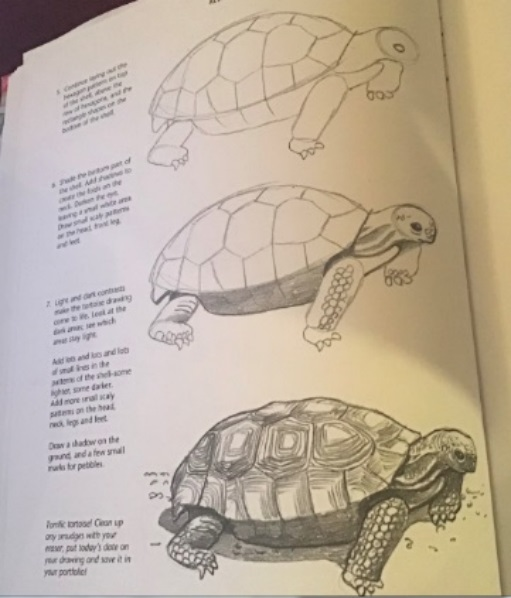 5. Continue laying out the
hexagon patterns on top
of the shell, above the
row of hexagons, and the
rectangle shapes on the
bottom of the shell.
6. Shade the bottom part of
the shell. Add shadows to
create the folds on the
neck. Darken the eye,
leaving a small white area.
Draw small scaly patterns
on the head, front leg,
and feet.
7. Light and dark contrasts
make the tortoise drawing
come to life. Look at the
dark areas, see which
areas stay light.
Add lots and lots and lots
of small lines in the
patterns of the shell-some
lighter, some darker.
Add more small scaly
patterns on the head,
neck, legs and feet.
Draw a shadow on the
ground, and a few small
marks for pebbles.
Terrific tortoise! Clean up
any smudges with your
eraser, put today's date on
your drawing and save it in
your portfolio!